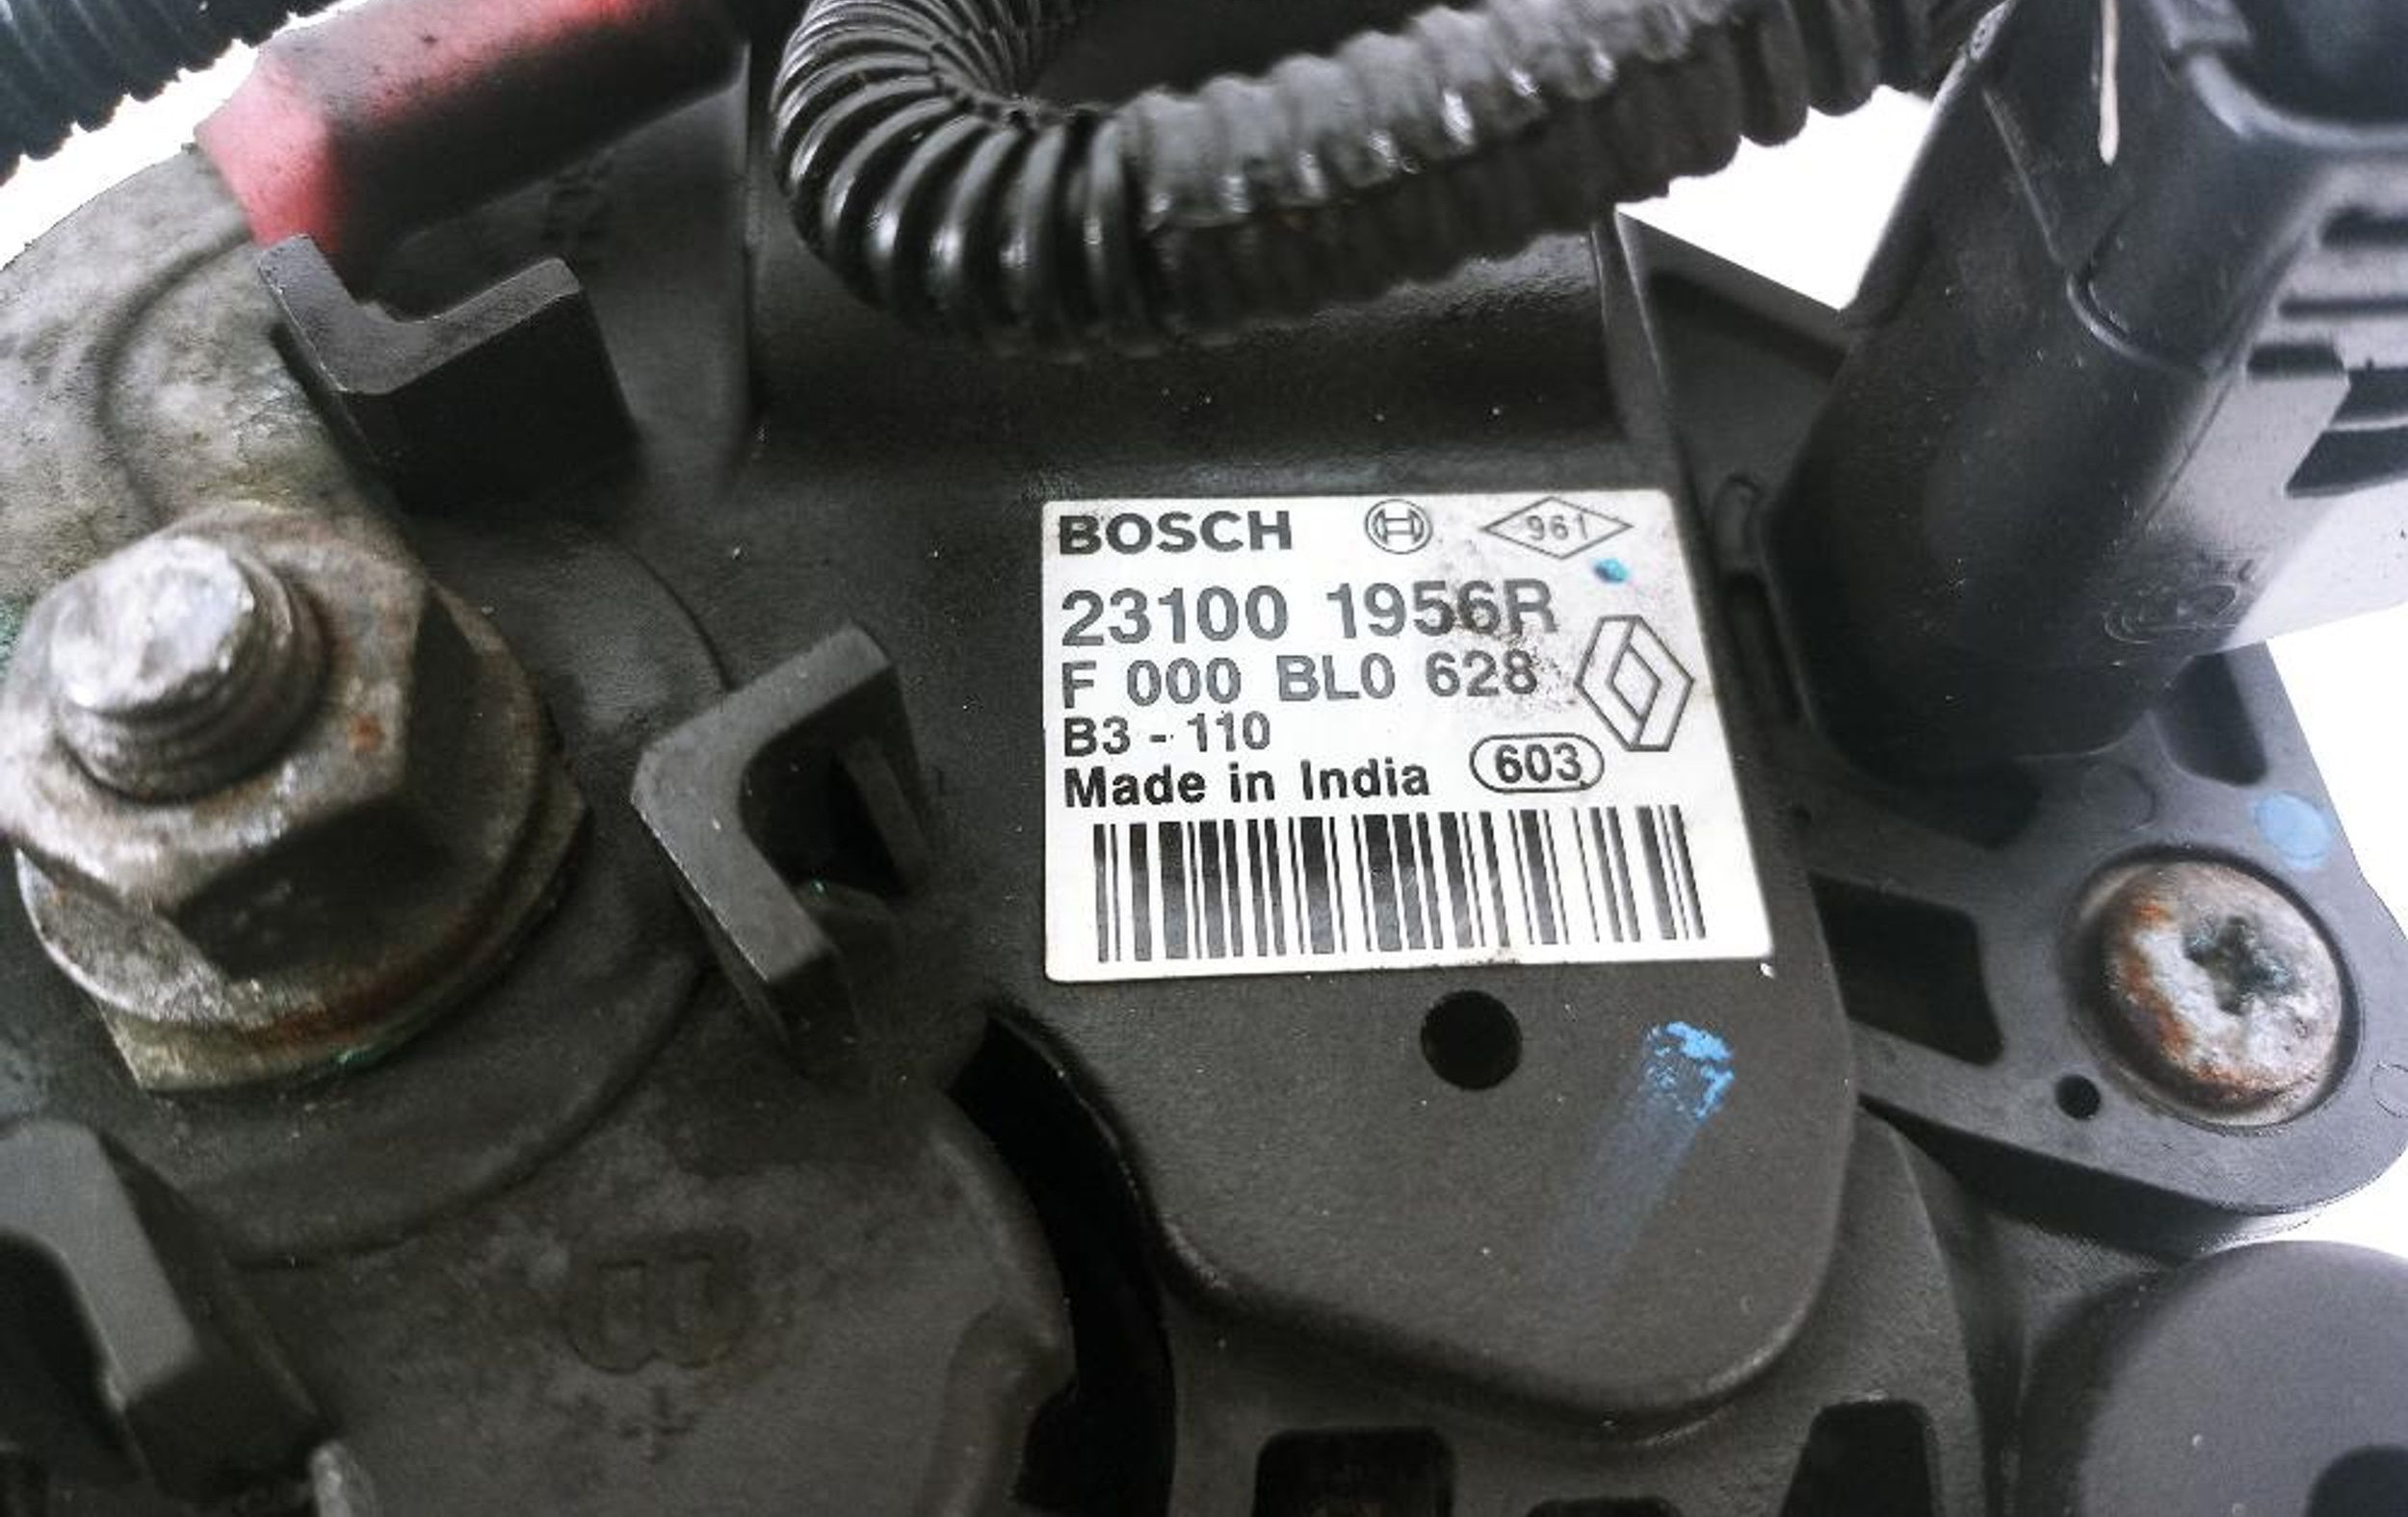 BOSCH 961
23100 1956R
F 000 BL0 628
B3 - 110
Made in India 603
B
+